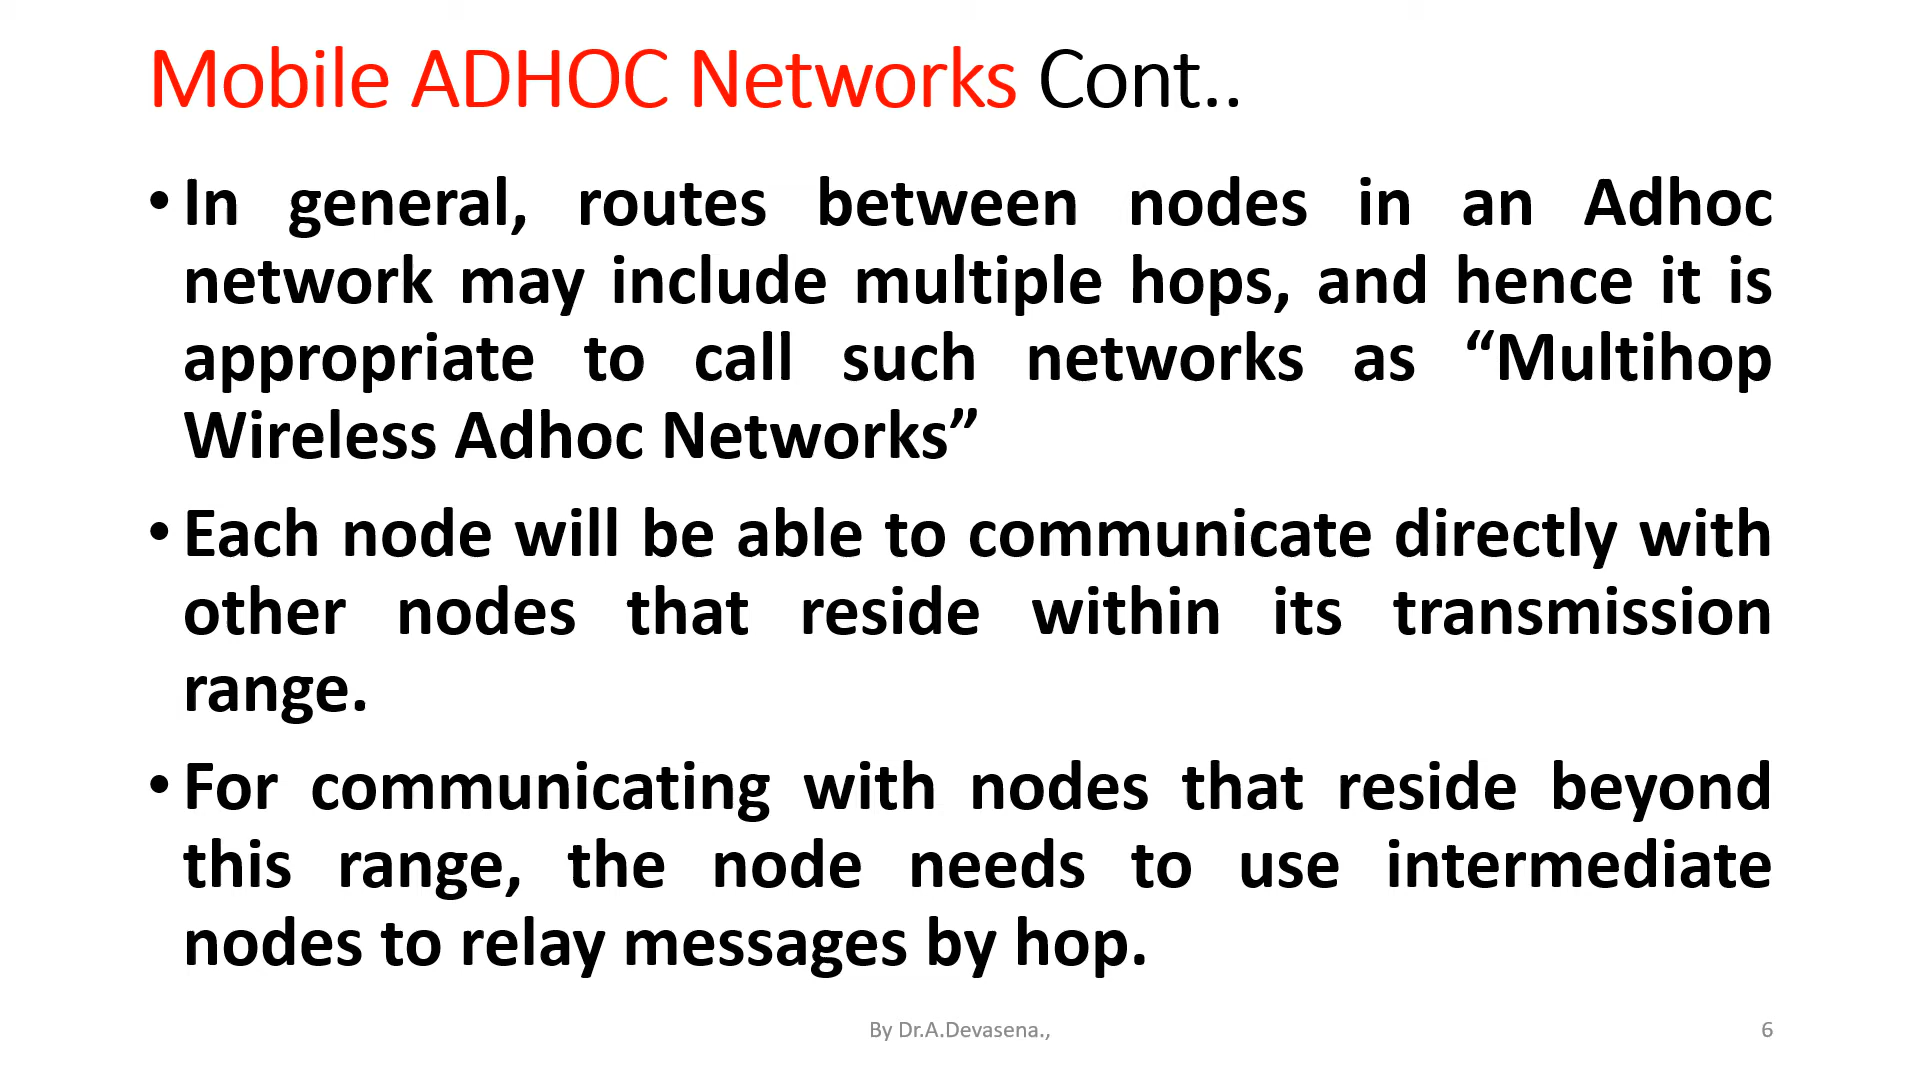 Mobile ADHOC Networks Cont..
• In general, routes between nodes in an Adhoc
network may include multiple hops, and hence it is
appropriate to call such networks as “Multihop
Wireless Adhoc Networks”
• Each node will be able to communicate directly with
other nodes that reside within its transmission
range.
• For communicating with nodes that reside beyond
this range, the node needs to use intermediate
nodes to relay messages by hop.
By Dr.A.Devasena.,
6